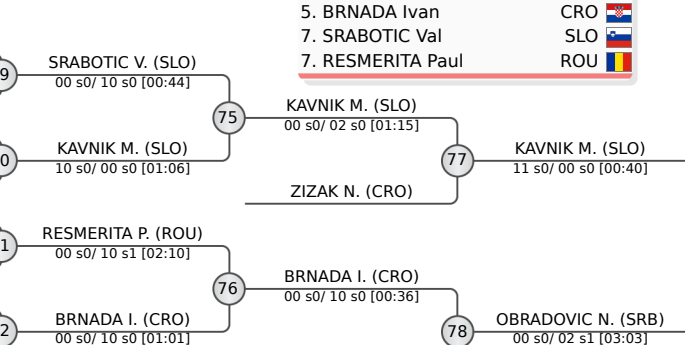 5. BRNADA Ivan CRO
7. SRABOTIC Val SLO
7. RESMERITA Paul ROU
9 SRABOTIC V. (SLO)
00 s0/ 10 s0 [00:44]
75 KAVNIK M. (SLO)
00 s0/ 02 s0 [01:15]
0 KAVNIK M. (SLO)
10 s0/ 00 s0 [01:06]
77 KAVNIK M. (SLO)
11 s0/ 00 s0 [00:40]
ZIZAK N. (CRO)
1 RESMERITA P. (ROU)
00 s0/ 10 s1 [02:10]
76 BRNADA I. (CRO)
00 s0/ 10 s0 [00:36]
2 BRNADA I. (CRO)
00 s0/ 10 s0 [01:01]
78 OBRADOVIC N. (SRB)
00 s0/ 02 s1 [03:03]